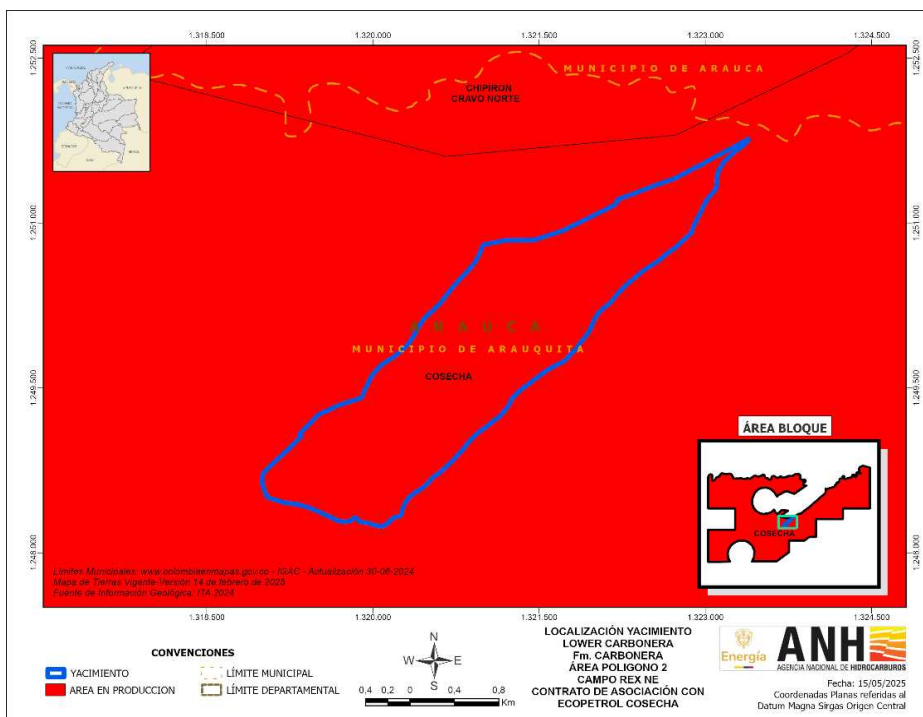 1.318.500 1.320.000 1.321.500 1.323.000 1.324.500
1.252.500
1.251.000
1.249.500
1.248.000
1.252.500
1.251.000
1.249.500
1.248.000
MUNICIPIO DE ARAUCA
CHIPIRON
CRAVO NORTE
ARAUCA
MUNICIPIO DE ARAUQUITA
COSECHA
ÁREA BLOQUE
COSECHA
Límites Municipales: www.colombiaenmapas.gov.co - IGAC - Actualización 30-06-2024
Mapa de Tierras Vigente-Versión 14 de febrero de 2025
Fuente de Información Geológica: ITA 2024
1.318.500 1.320.000 1.321.500 1.323.000 1.324.500
CONVENCIONES
YACIMIENTO
LÍMITE MUNICIPAL
AREA EN PRODUCCION
LÍMITE DEPARTAMENTAL
N
W E
S
0,4 0,2 0 0,4 0,8
Km
LOCALIZACIÓN YACIMIENTO
LOWER CARBONERA
Fm. CARBONERA
ÁREA POLIGONO 2
CAMPO REX NE
CONTRATO DE ASOCIACIÓN CON
ECOPETROL COSECHA
Energía
ANH
AGENCIA NACIONAL DE HIDROCARBUROS
Fecha: 15/05/2025
Coordenadas Planas referidas al
Datum Magna Sirgas Origen Central